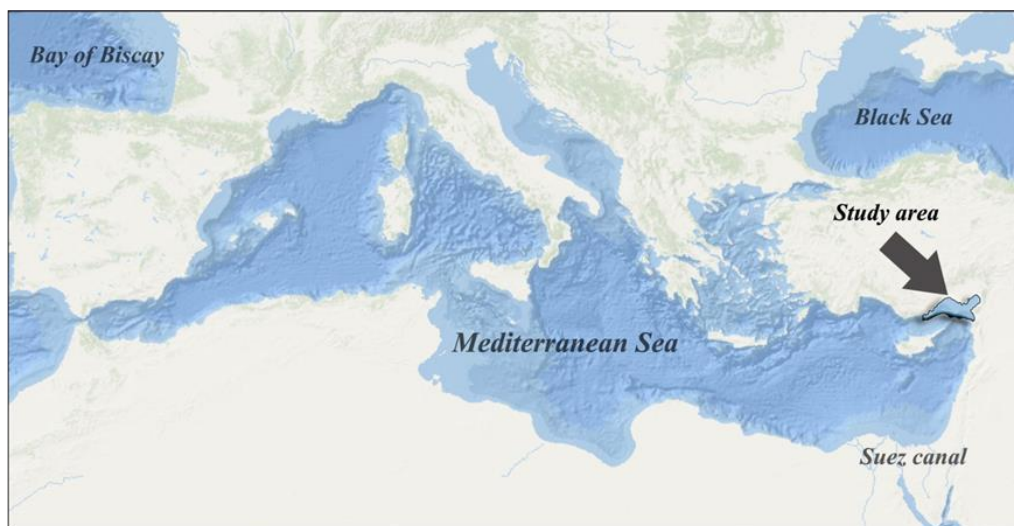 Bay of Biscay
Black Sea
Study area
Mediterranean Sea
Suez canal